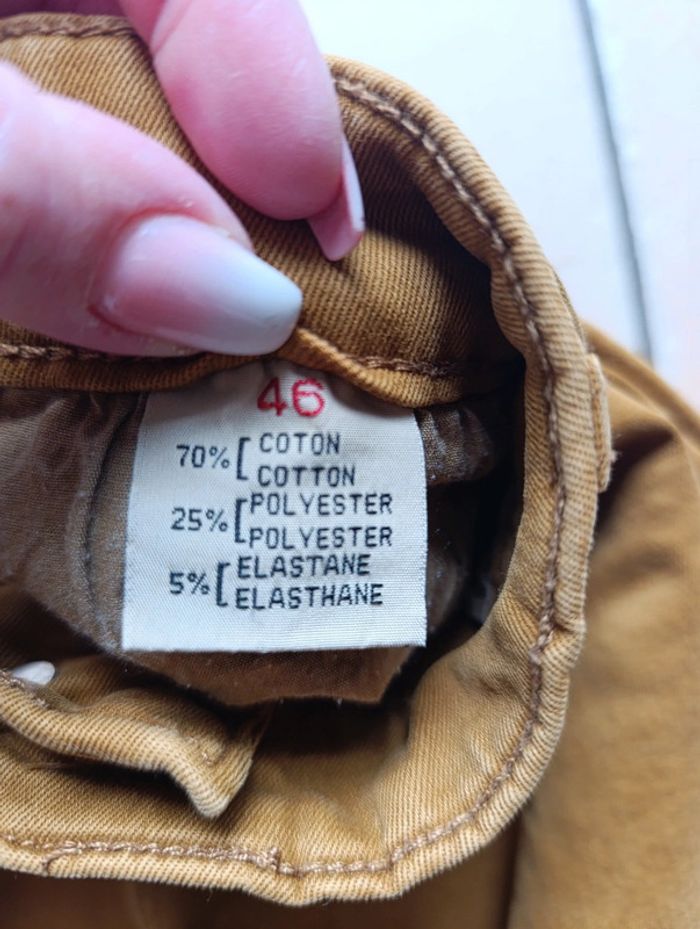 46
70% [ COTON
COTTON
25% [ POLYESTER
POLYESTER
5% [ ELASTANE
ELASTHANE